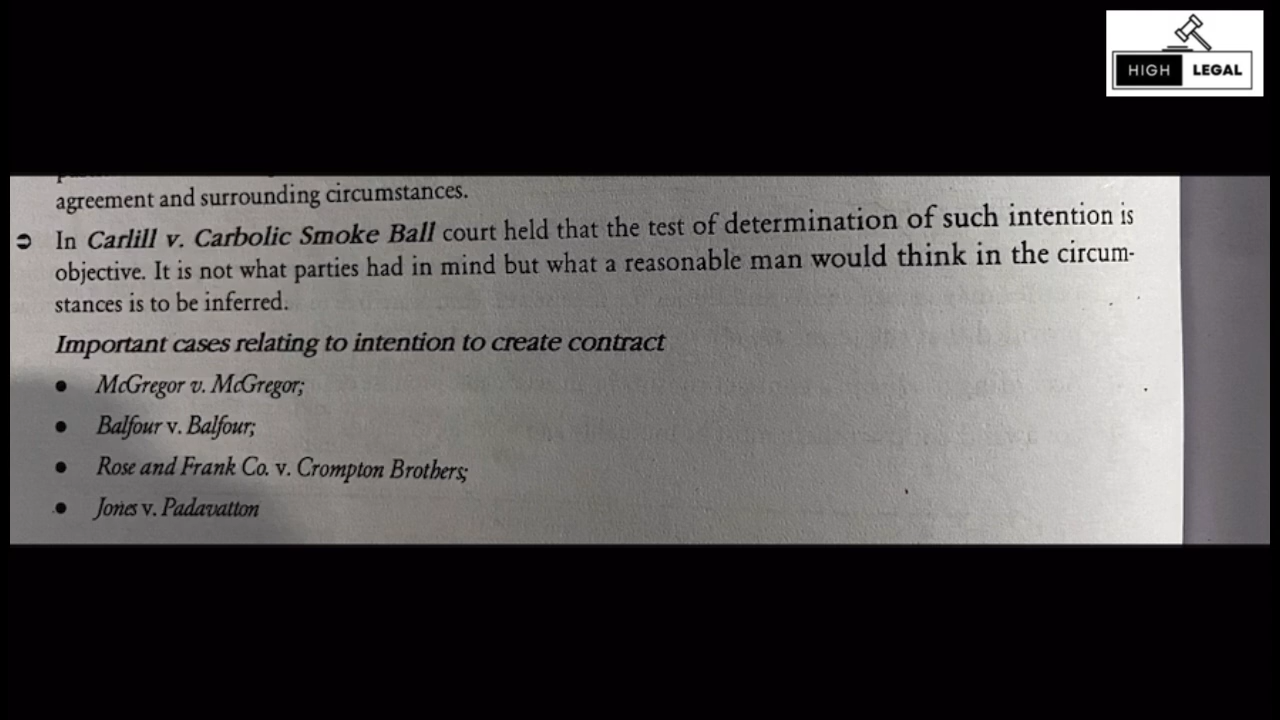 HIGH LEGAL
agreement and surrounding circumstances.
In Carlill v. Carbolic Smoke Ball court held that the test of determination of such intention is
objective. It is not what parties had in mind but what a reasonable man would think in the circum-
stances is to be inferred.
Important cases relating to intention to create contract
• McGregor v. McGregor;
• Balfour v. Balfour;
• Rose and Frank Co. v. Crompton Brothers;
• Jones v. Padavatton